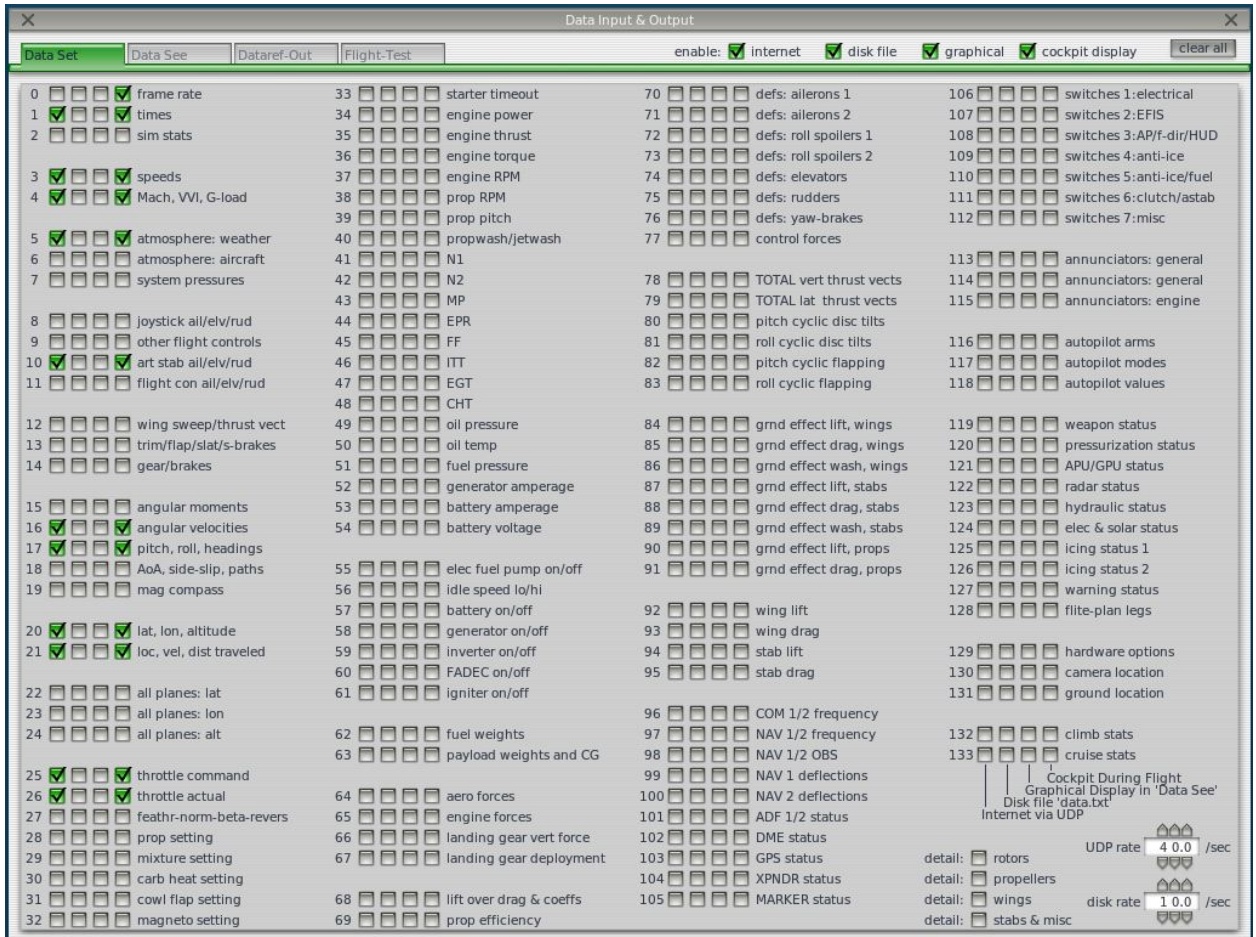 Data Input & Output
Data Set Data See Dataref-Out Flight-Test enable: internet disk file graphical cockpit display clear all
0 frame rate
1 times
2 sim stats
3 speeds
4 Mach, VVI, G-load
5 atmosphere: weather
6 atmosphere: aircraft
7 system pressures
8 joystick ail/elv/rud
9 other flight controls
10 art stab ail/elv/rud
11 flight con ail/elv/rud
12 wing sweep/thrust vect
13 trim/flap/slat/s-brakes
14 gear/brakes
15 angular moments
16 angular velocities
17 pitch, roll, headings
18 AoA, side-slip, paths
19 mag compass
20 lat, lon, altitude
21 loc, vel, dist traveled
22 all planes: lat
23 all planes: lon
24 all planes: alt
25 throttle command
26 throttle actual
27 feathr-norm-beta-revers
28 prop setting
29 mixture setting
30 carb heat setting
31 cowl flap setting
32 magneto setting
33 starter timeout
34 engine power
35 engine thrust
36 engine torque
37 engine RPM
38 prop RPM
39 prop pitch
40 propwash/jetwash
41 N1
42 N2
43 MP
44 EPR
45 FF
46 ITT
47 EGT
48 CHT
49 oil pressure
50 oil temp
51 fuel pressure
52 generator amperage
53 battery amperage
54 battery voltage
55 elec fuel pump on/off
56 idle speed lo/hi
57 battery on/off
58 generator on/off
59 inverter on/off
60 FADEC on/off
61 igniter on/off
62 fuel weights
63 payload weights and CG
64 aero forces
65 engine forces
66 landing gear vert force
67 landing gear deployment
68 lift over drag & coeffs
69 prop efficiency
70 defs: ailerons 1
71 defs: ailerons 2
72 defs: roll spoilers 1
73 defs: roll spoilers 2
74 defs: elevators
75 defs: rudders
76 defs: yaw-brakes
77 control forces
78 TOTAL vert thrust vects
79 TOTAL lat thrust vects
80 pitch cyclic disc tilts
81 roll cyclic disc tilts
82 pitch cyclic flapping
83 roll cyclic flapping
84 grnd effect lift, wings
85 grnd effect drag, wings
86 grnd effect wash, wings
87 grnd effect lift, stabs
88 grnd effect drag, stabs
89 grnd effect wash, stabs
90 grnd effect lift, props
91 grnd effect drag, props
92 wing lift
93 wing drag
94 stab lift
95 stab drag
96 COM 1/2 frequency
97 NAV 1/2 frequency
98 NAV 1/2 OBS
99 NAV 1 deflections
100 NAV 2 deflections
101 ADF 1/2 status
102 DME status
103 GPS status
104 XPNDR status
105 MARKER status
106 switches 1:electrical
107 switches 2:EFIS
108 switches 3:AP/f-dir/HUD
109 switches 4:anti-ice
110 switches 5:anti-ice/fuel
111 switches 6:clutch/astab
112 switches 7:misc
113 annunciators: general
114 annunciators: general
115 annunciators: engine
116 autopilot arms
117 autopilot modes
118 autopilot values
119 weapon status
120 pressurization status
121 APU/GPU status
122 radar status
123 hydraulic status
124 elec & solar status
125 icing status 1
126 icing status 2
127 warning status
128 flite-plan legs
129 hardware options
130 camera location
131 ground location
132 climb stats
133 cruise stats
Cockpit During Flight
Graphical Display in 'Data See'
Disk file 'data.txt'
Internet via UDP
UDP rate 4 0.0 /sec
detail: rotors
detail: propellers
detail: wings
disk rate 1 0.0 /sec
detail: stabs & misc